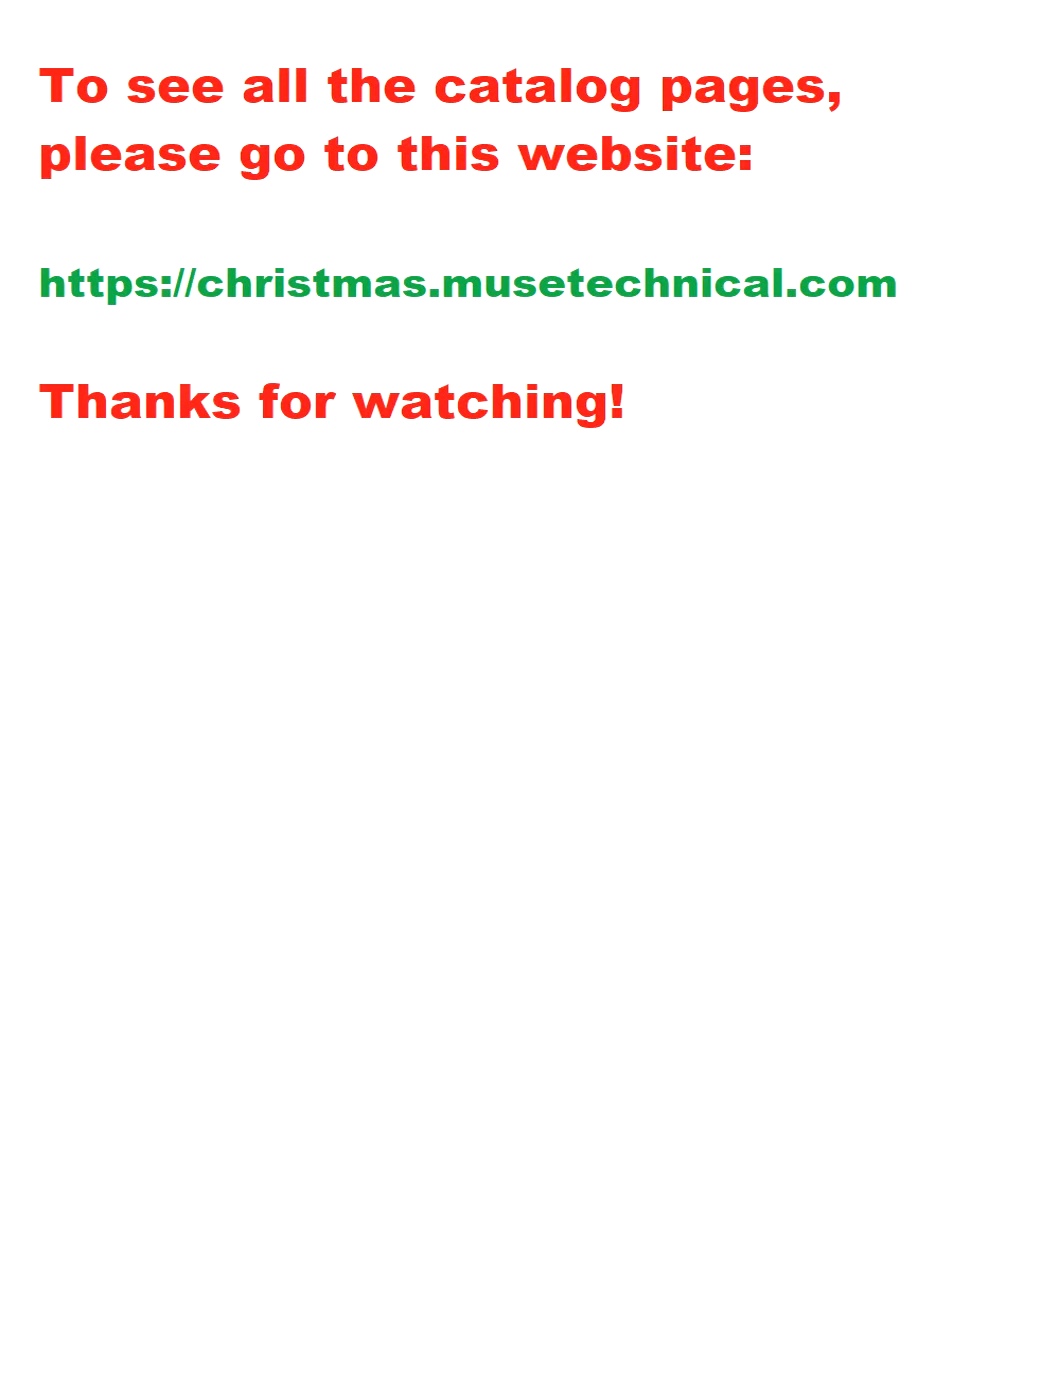 To see all the catalog pages,
please go to this website:
https://christmas.musetechnical.com
Thanks for watching!